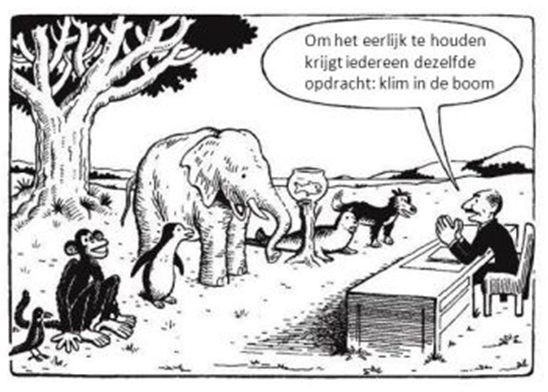 Om het eerlijk te houden
krijgt iedereen dezelfde
opdracht: klim in de boom